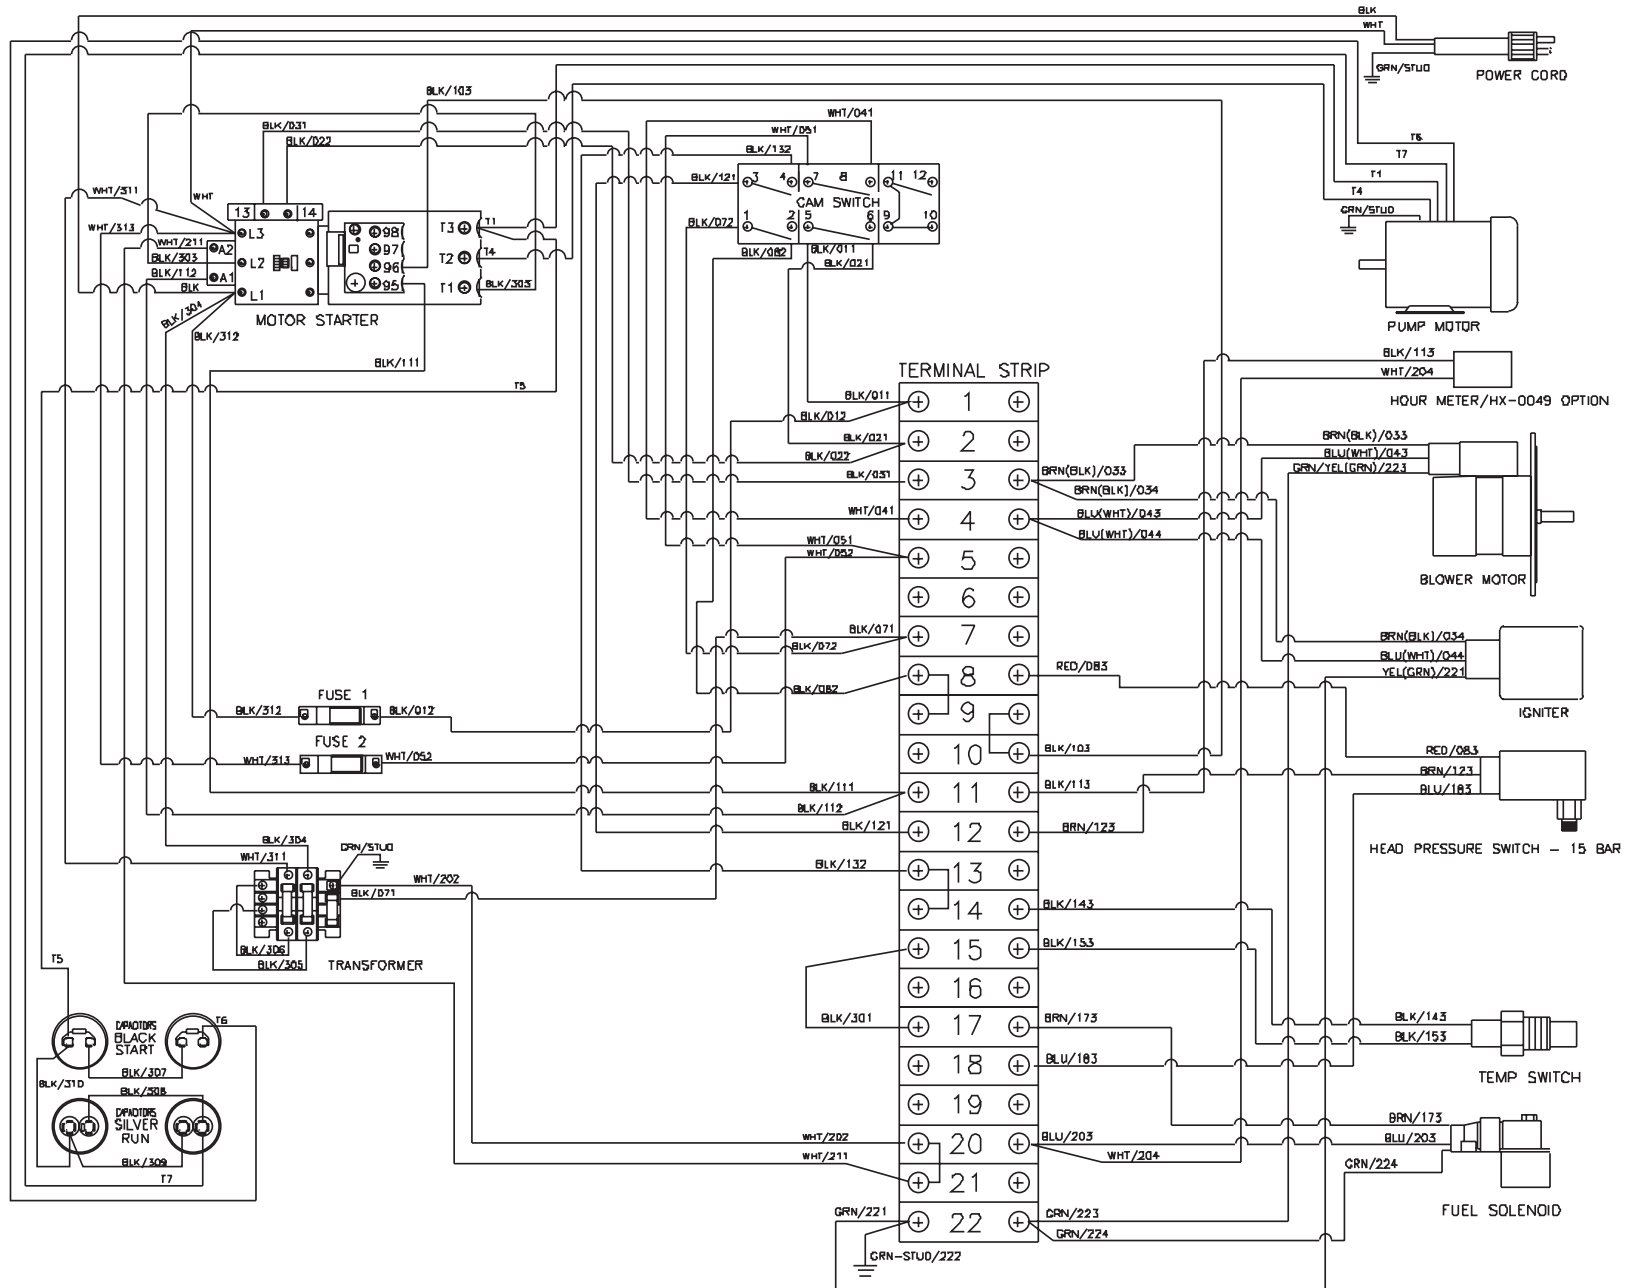 BLK
WHT
GRN/STUD
POWER CORD
BLK/103
WHT/041
WHT/051
BLK/132
BLK/031
BLK/022
T6
T7
T1
T4
GRN/STUD
PUMP MOTOR
WHT/311
WHT
BLK/121
3 4 7 8 11 12
CAM SWITCH
1 2 5 6 9 10
BLK/072
BLK/082
BLK/011
BLK/021
13 14
WHT/313
L3
WHT/211
A2
BLK/303
L2
BLK/112
A1
BLK
L1
98
97
96
95
T3
T1
T2
T4
T1
BLK/303
BLK/304
MOTOR STARTER
BLK/312
BLK/111
T5
TERMINAL STRIP
BLK/113
WHT/204
HOUR METER/HX-0049 OPTION
BLK/011
1
BLK/012
BLK/021
2
BLK/022
BLK/031
3
BRN(BLK)/033
BRN(BLK)/034
WHT/041
4
BLU(WHT)/043
BLU(WHT)/044
WHT/051
WHT/052
5
6
BLK/071
7
BLK/072
8
RED/083
BLK/082
9
10
BLK/103
BLK/111
11
BLK/113
BLK/112
BLK/121
12
BRN/123
BLK/132
13
14
BLK/143
15
BLK/153
16
BLK/301
17
BRN/173
18
BLU/183
19
WHT/202
20
BLU/203
WHT/204
WHT/211
21
GRN/221
22
GRN/223
GRN/224
GRN-STUD/222
BRN(BLK)/033
BLU(WHT)/043
GRN/YEL(GRN)/223
BLOWER MOTOR
BRN(BLK)/034
BLU(WHT)/044
YEL(GRN)/221
IGNITER
RED/083
BRN/123
BLU/183
HEAD PRESSURE SWITCH - 15 BAR
BLK/143
BLK/153
TEMP SWITCH
BRN/173
BLU/203
GRN/224
FUEL SOLENOID
FUSE 1
BLK/312
BLK/012
FUSE 2
WHT/313
WHT/052
BLK/304
WHT/311
GRN/STUD
WHT/202
BLK/071
BLK/306
BLK/305
TRANSFORMER
T5
T6
CAPACITORS
BLACK
START
BLK/307
BLK/310
BLK/308
CAPACITORS
SILVER
RUN
BLK/309
T7